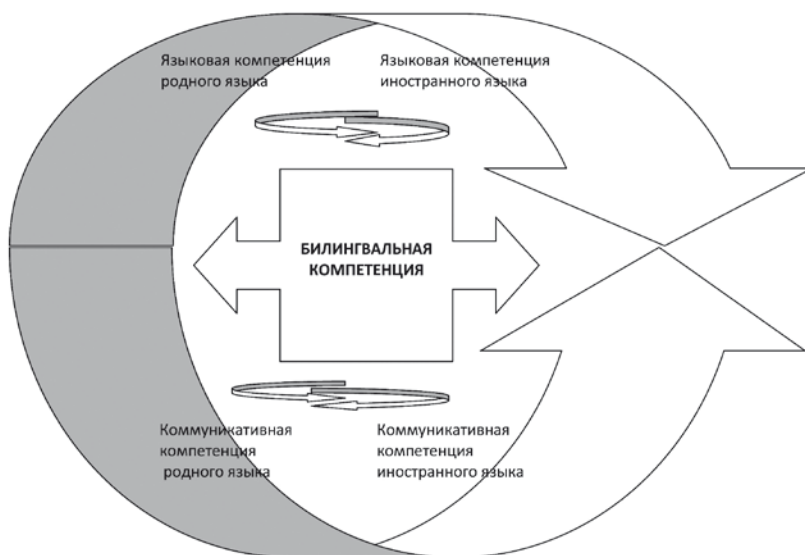 Языковая компетенция
родного языка
Языковая компетенция
иностранного языка
БИЛИНГВАЛЬНАЯ
КОМПЕТЕНЦИЯ
Коммуникативная
компетенция
родного языка
Коммуникативная
компетенция
иностранного языка